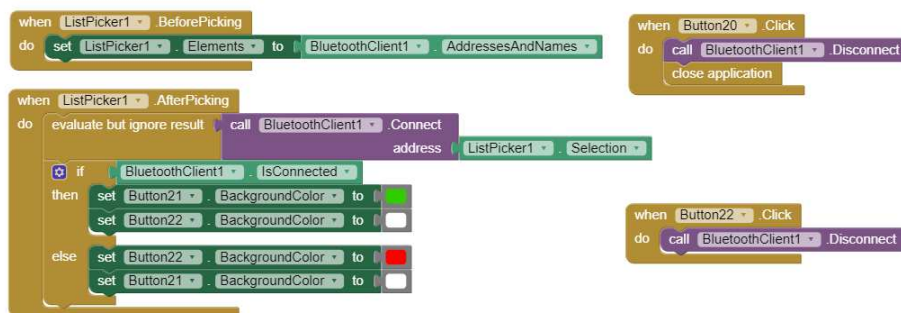 when ListPicker1 .BeforePicking
do set ListPicker1 . Elements to BluetoothClient1 . AddressesAndNames
when ListPicker1 .AfterPicking
do evaluate but ignore result call BluetoothClient1 .Connect
address ListPicker1 . Selection
if BluetoothClient1 . IsConnected
then set Button21 . BackgroundColor to
set Button22 . BackgroundColor to
else set Button22 . BackgroundColor to
set Button21 . BackgroundColor to
when Button20 .Click
do call BluetoothClient1 .Disconnect
close application
when Button22 .Click
do call BluetoothClient1 .Disconnect